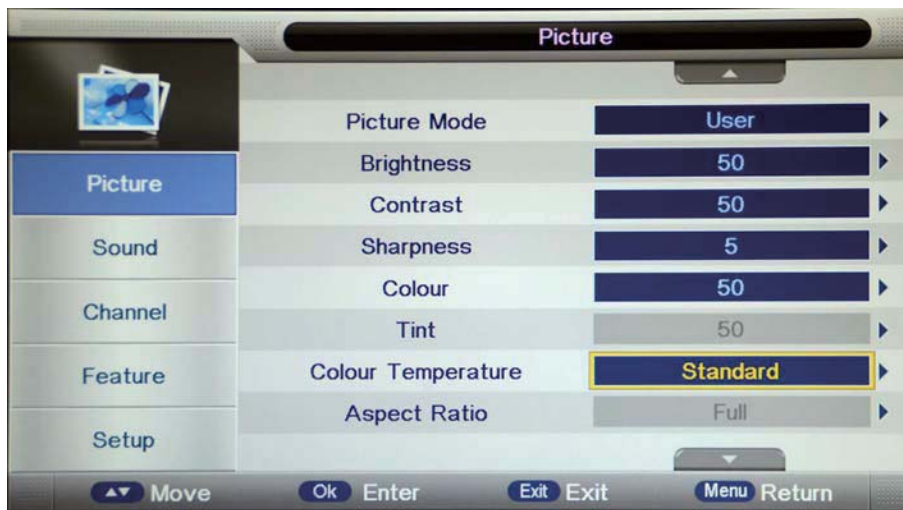 Picture
Picture Mode User
Brightness 50
Contrast 50
Sharpness 5
Colour 50
Tint 50
Colour Temperature Standard
Aspect Ratio Full
Picture
Sound
Channel
Feature
Setup
Move Ok Enter Exit Exit Menu Return